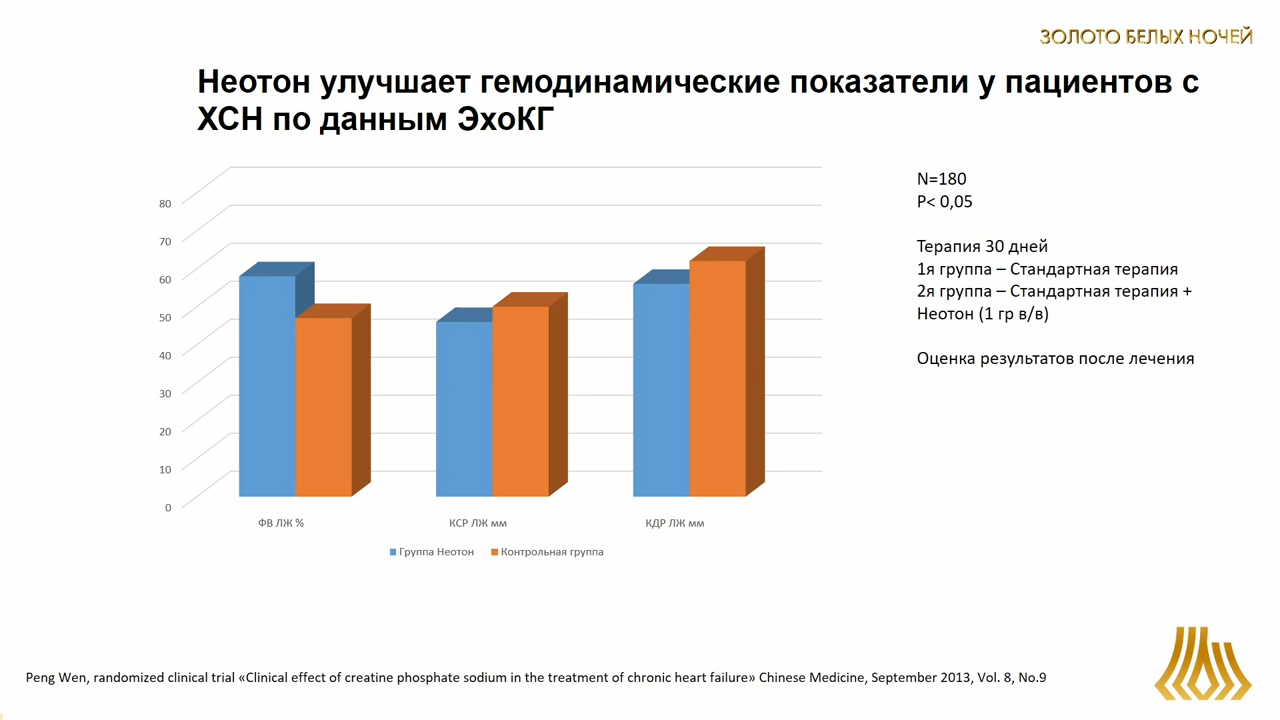 ЗОЛОТО БЕЛЫХ НОЧЕЙ
Неотон улучшает гемодинамические показатели у пациентов с
ХСН по данным ЭхоКГ
80
70
60
50
40
30
20
10
0
ФВ ЛЖ %
КСР ЛЖ мм
КДР ЛЖ мм
Группа Неотон
Контрольная группа
N=180
P< 0,05
Терапия 30 дней
1я группа – Стандартная терапия
2я группа – Стандартная терапия +
Неотон (1 гр в/в)
Оценка результатов после лечения
Peng Wen, randomized clinical trial «Clinical effect of creatine phosphate sodium in the treatment of chronic heart failure» Chinese Medicine, September 2013, Vol. 8, No.9